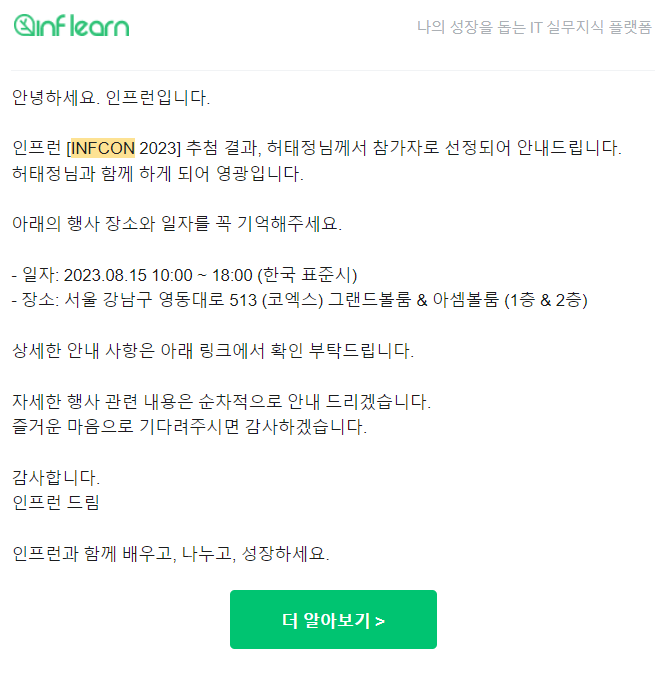 inflearn
나의 성장을 돕는 IT 실무지식 플랫폼
안녕하세요. 인프런입니다.
인프런 [INFCON 2023] 추첨 결과, 허태정님께서 참가자로 선정되어 안내드립니다.
허태정님과 함께 하게 되어 영광입니다.
아래의 행사 장소와 일자를 꼭 기억해주세요.
- 일자: 2023.08.15 10:00 ~ 18:00 (한국 표준시)
- 장소: 서울 강남구 영동대로 513 (코엑스) 그랜드볼룸 & 아셈볼룸 (1층 & 2층)
상세한 안내 사항은 아래 링크에서 확인 부탁드립니다.
자세한 행사 관련 내용은 순차적으로 안내 드리겠습니다.
즐거운 마음으로 기다려주시면 감사하겠습니다.
감사합니다.
인프런 드림
인프런과 함께 배우고, 나누고, 성장하세요.
더 알아보기 >